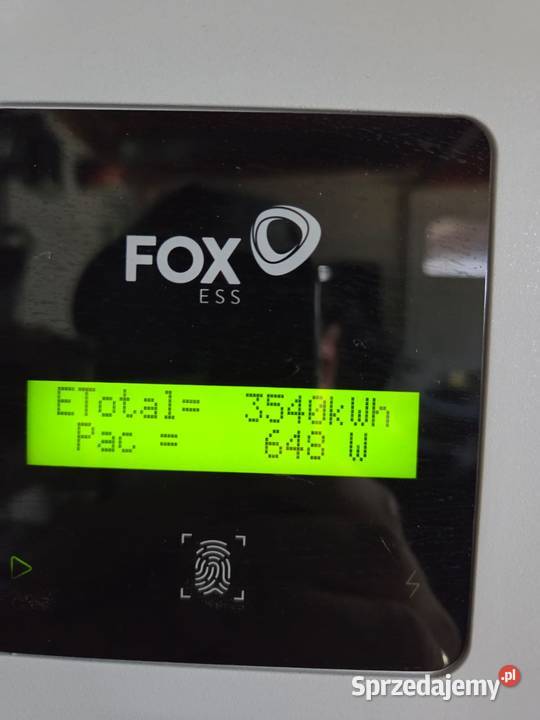 FOX
ESS
ETotal= 3540kWh
Pac = 648 W
Sprzedajemy.pl